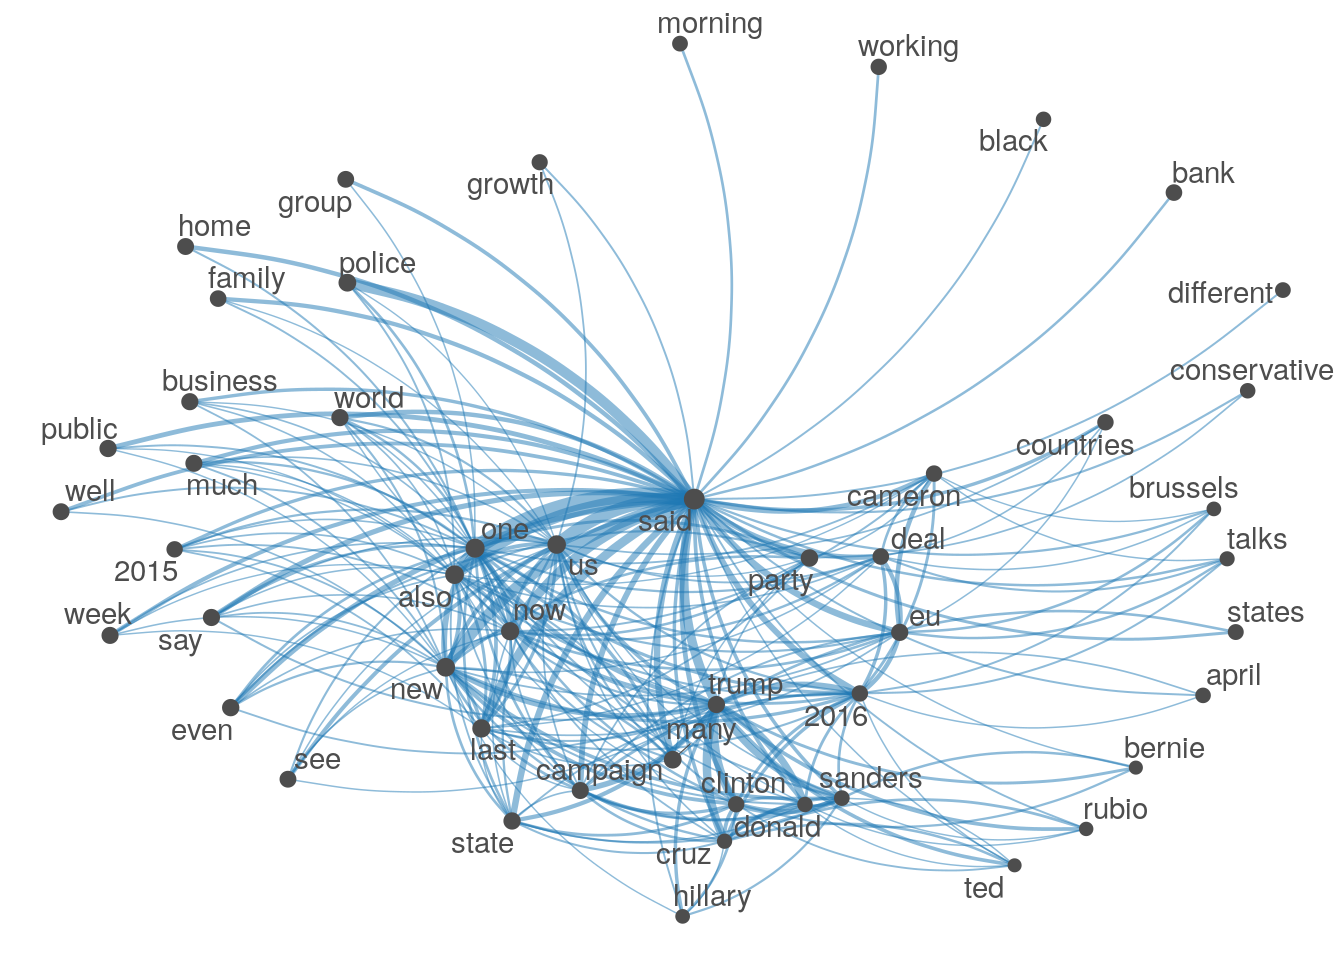 morning
working
black
bank
growth
group
home
police
family
different
business
world
conservative
public
countries
much
well
cameron
brussels
said
one
deal
talks
us
2015
party
also
week
now
eu
states
say
new
trump
april
2016
even
many
last
bernie
see
campaign
clinton
sanders
rubio
donald
state
cruz
ted
hillary